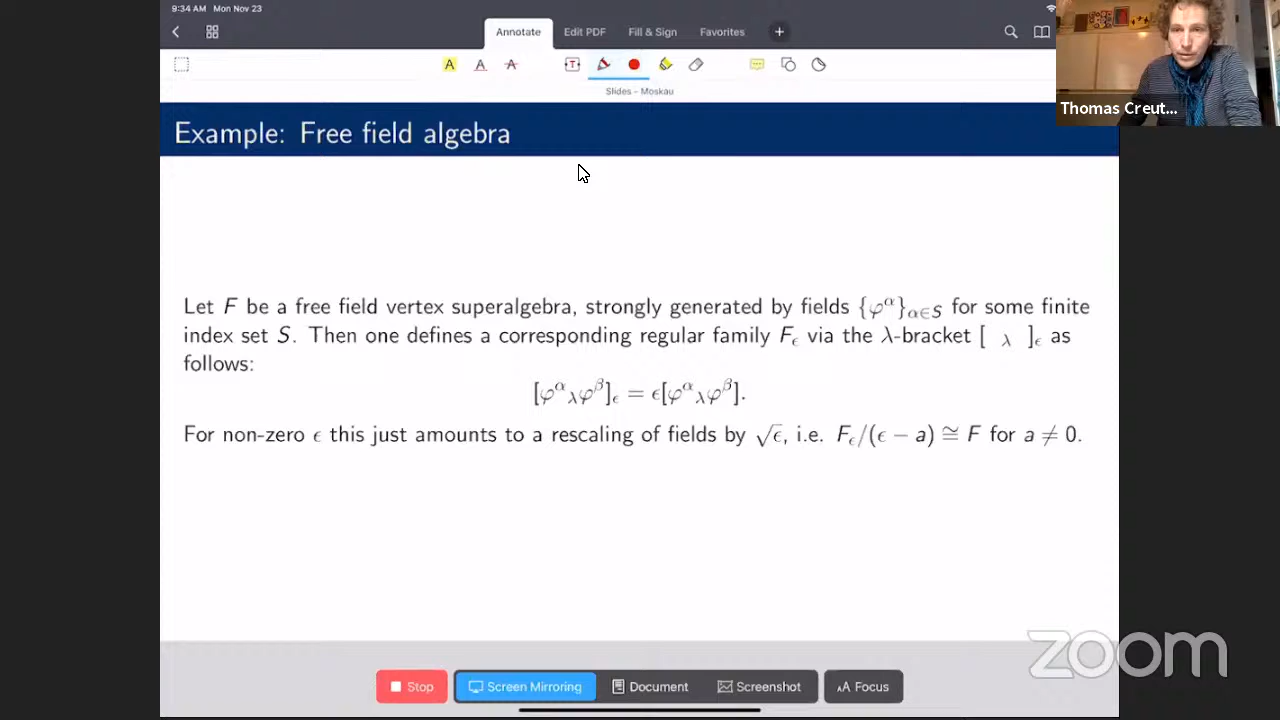 9:34 AM Mon Nov 23
Annotate Edit PDF Fill & Sign Favorites +
A A A T
Slides - Moskau
Thomas Creut...
Example: Free field algebra
Let F be a free field vertex superalgebra, strongly generated by fields {φ^α}_{α∈S} for some finite
index set S. Then one defines a corresponding regular family F_ϵ via the λ-bracket [ _λ ]_ϵ as
follows:
[φ^α_λφ^β]_ϵ = ϵ[φ^α_λφ^β].
For non-zero ϵ this just amounts to a rescaling of fields by √ϵ, i.e. F_ϵ/(ϵ − a) ≅ F for a ≠ 0.
zoom
Stop Screen Mirroring Document Screenshot AA Focus